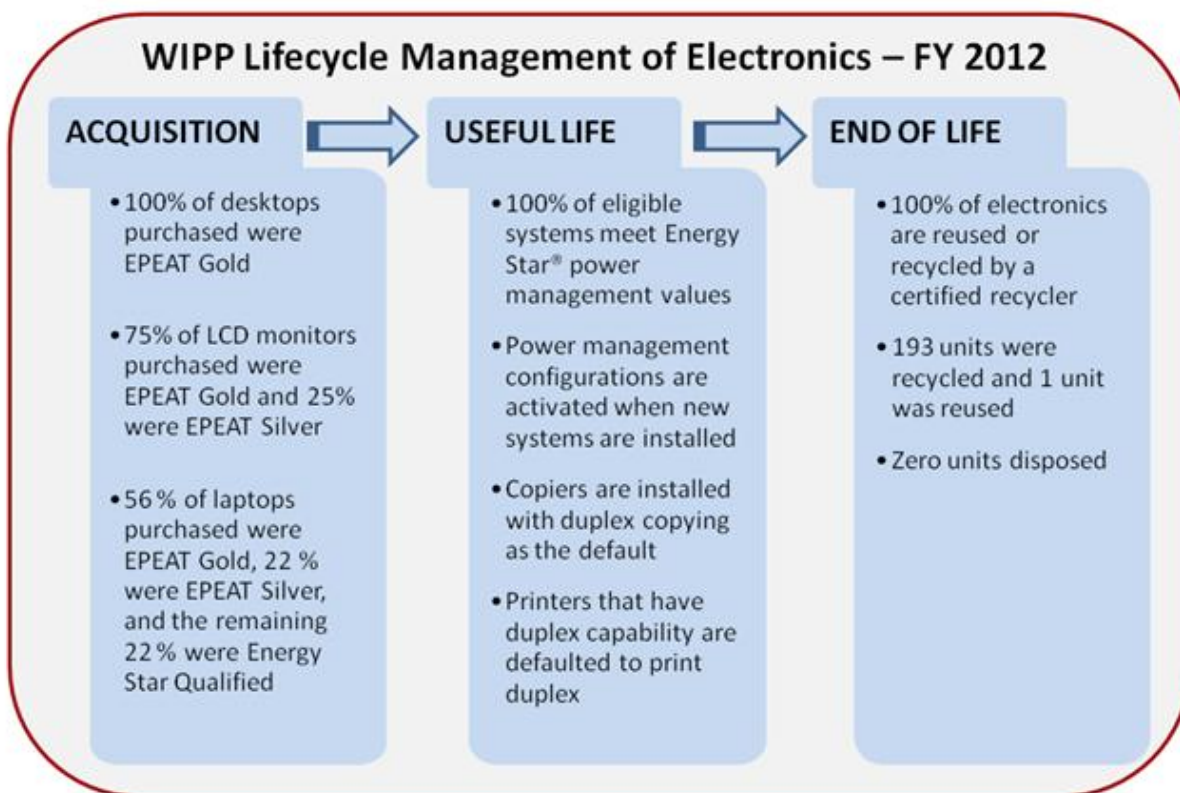 WIPP Lifecycle Management of Electronics – FY 2012
ACQUISITION
• 100% of desktops
purchased were
EPEAT Gold
• 75% of LCD monitors
purchased were
EPEAT Gold and 25%
were EPEAT Silver
• 56 % of laptops
purchased were
EPEAT Gold, 22 %
were EPEAT Silver,
and the remaining
22 % were Energy
Star Qualified
USEFUL LIFE
• 100% of eligible
systems meet Energy
Star® power
management values
• Power management
configurations are
activated when new
systems are installed
• Copiers are installed
with duplex copying
as the default
• Printers that have
duplex capability are
defaulted to print
duplex
END OF LIFE
• 100% of electronics
are reused or
recycled by a
certified recycler
• 193 units were
recycled and 1 unit
was reused
• Zero units disposed